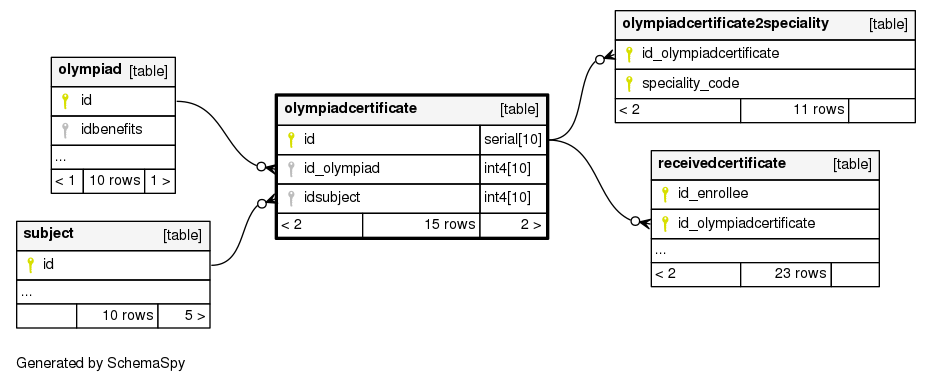 olympiad [table]
id
idbenefits
...
< 1 10 rows 1 >
subject [table]
id
...
10 rows 5 >
olympiadcertificate [table]
id serial[10]
id_olympiad int4[10]
idsubject int4[10]
< 2 15 rows 2 >
olympiadcertificate2speciality [table]
id_olympiadcertificate
speciality_code
< 2 11 rows
receivedcertificate [table]
id_enrollee
id_olympiadcertificate
...
< 2 23 rows
Generated by SchemaSpy